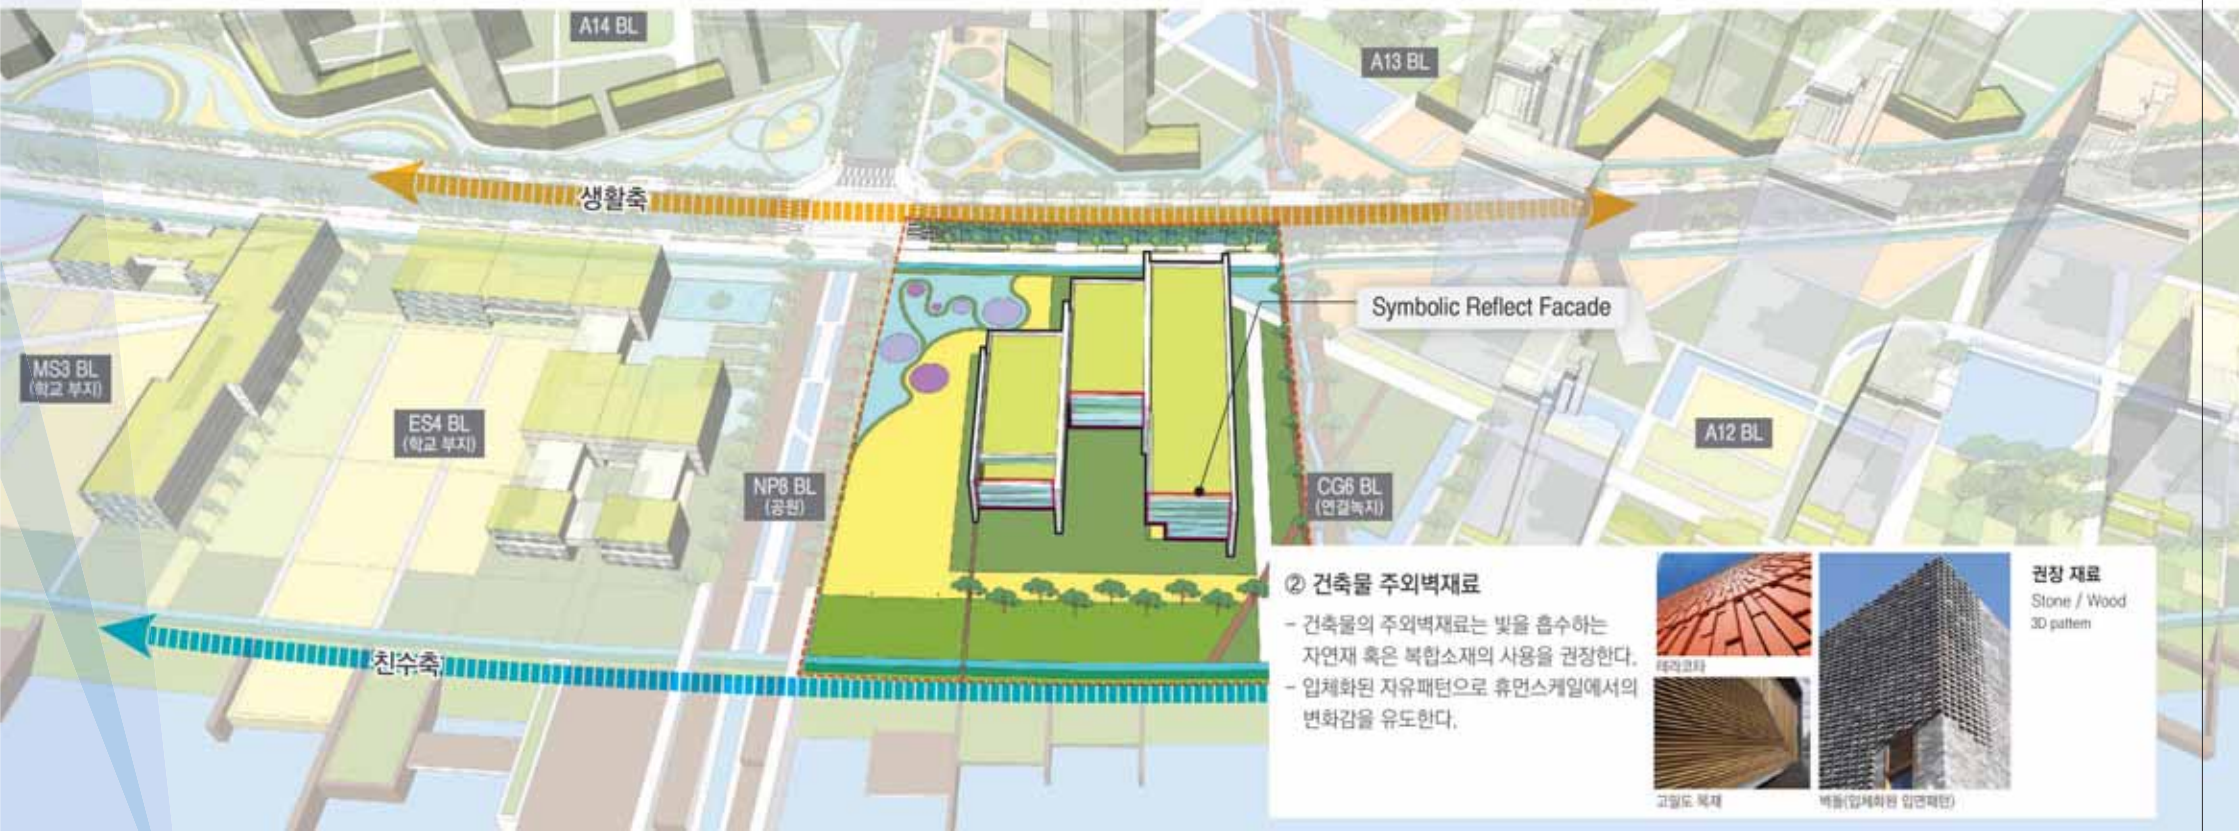 A14 BL
A13 BL
생활축
Symbolic Reflect Facade
MS3 BL
(학교 부지)
ES4 BL
(학교 부지)
A12 BL
NP8 BL
(공원)
CG6 BL
(연결녹지)
친수축
② 건축물 주외벽재료
- 건축물의 주외벽재료는 빛을 흡수하는
자연재 혹은 복합소재의 사용을 권장한다.
- 입체화된 자유패턴으로 휴먼스케일에서의
변화감을 유도한다.
테라코타
고밀도 목재
벽돌(입체화된 입면패턴)
권장 재료
Stone / Wood
3D pattern